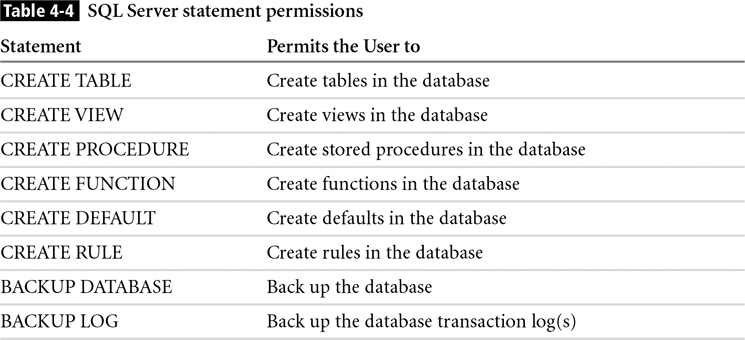 Table 4-4 SQL Server statement permissions
Statement Permits the User to
CREATE TABLE Create tables in the database
CREATE VIEW Create views in the database
CREATE PROCEDURE Create stored procedures in the database
CREATE FUNCTION Create functions in the database
CREATE DEFAULT Create defaults in the database
CREATE RULE Create rules in the database
BACKUP DATABASE Back up the database
BACKUP LOG Back up the database transaction log(s)